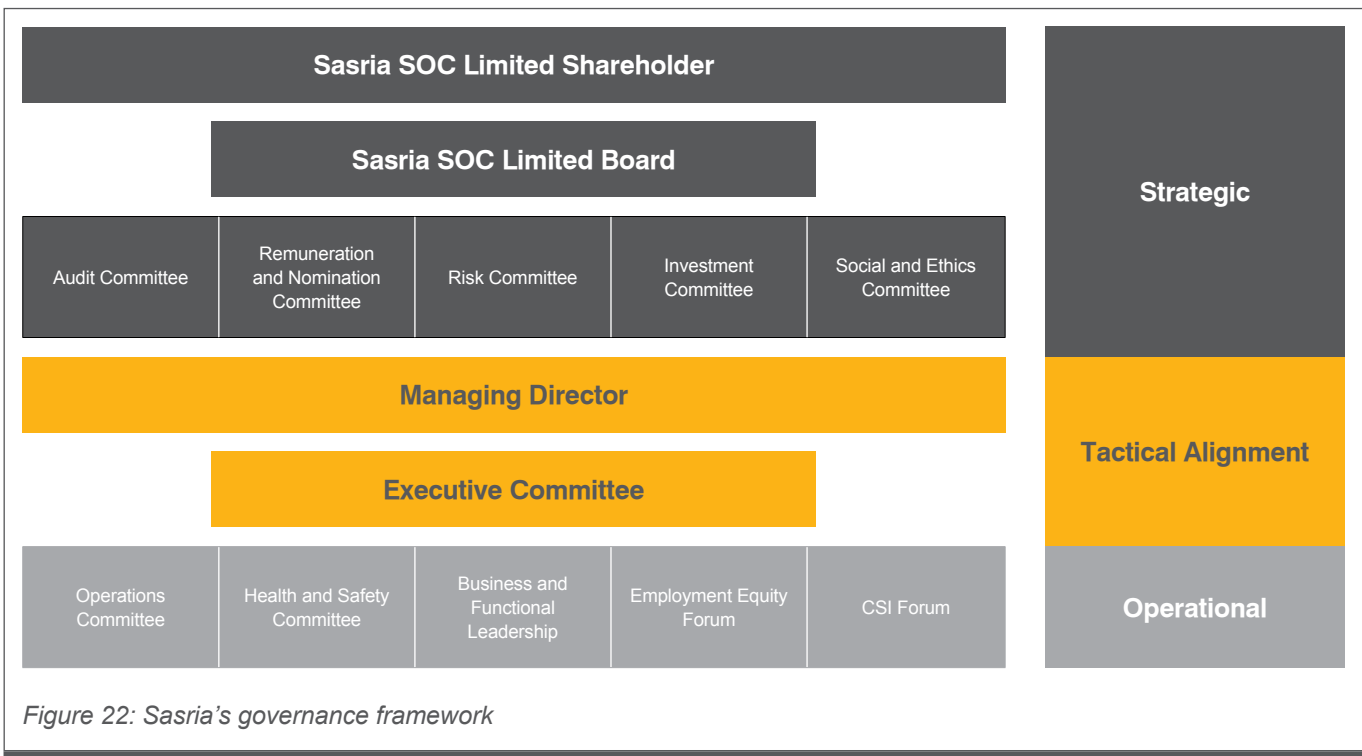 Sasria SOC Limited Shareholder
Sasria SOC Limited Board
Strategic
Audit Committee
Remuneration
and Nomination
Committee
Risk Committee
Investment
Committee
Social and Ethics
Committee
Managing Director
Executive Committee
Tactical Alignment
Operations
Committee
Health and Safety
Committee
Business and
Functional
Leadership
Employment Equity
Forum
CSI Forum
Operational
Figure 22: Sasria’s governance framework